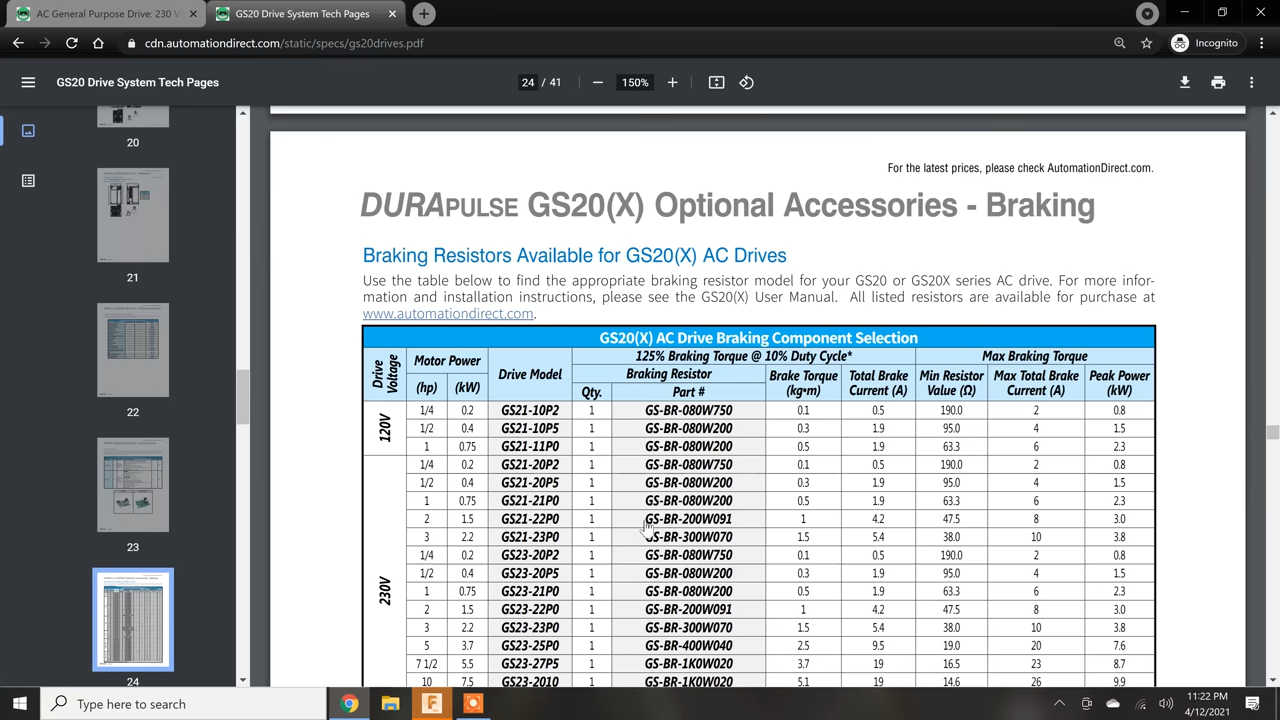 AC General Purpose Drive: 230 V
GS20 Drive System Tech Pages
cdn.automationdirect.com/static/specs/gs20drives.pdf
Incognito
GS20 Drive System Tech Pages
24 / 41
150%
20
21
22
23
24
For the latest prices, please check AutomationDirect.com.
DURAPULSE GS20(X) Optional Accessories - Braking
Braking Resistors Available for GS20(X) AC Drives
Use the table below to find the appropriate braking resistor model for your GS20 or GS20X series AC drive. For more infor-
mation and installation instructions, please see the GS20(X) User Manual. All listed resistors are available for purchase at
www.automationdirect.com.
GS20(X) AC Drive Braking Component Selection
Drive Voltage Motor Power Drive Model 125% Braking Torque @ 10% Duty Cycle* Max Braking Torque
Braking Resistor Brake Torque (kg•m) Total Brake Current (A) Min Resistor Value (Ω) Max Total Brake Current (A) Peak Power (kW)
(hp) (kW) Qty. Part #
120V
1/4 0.2 GS21-10P2 1 GS-BR-080W750 0.1 0.5 190.0 2 0.8
1/2 0.4 GS21-10P5 1 GS-BR-080W200 0.3 1.9 95.0 4 1.5
1 0.75 GS21-11P0 1 GS-BR-080W200 0.5 1.9 63.3 6 2.3
230V
1/4 0.2 GS21-20P2 1 GS-BR-080W750 0.1 0.5 190.0 2 0.8
1/2 0.4 GS21-20P5 1 GS-BR-080W200 0.3 1.9 95.0 4 1.5
1 0.75 GS21-21P0 1 GS-BR-080W200 0.5 1.9 63.3 6 2.3
2 1.5 GS21-22P0 1 GS-BR-200W091 1 4.2 47.5 8 3.0
3 2.2 GS21-23P0 1 GS-BR-300W070 1.5 5.4 38.0 10 3.8
1/4 0.2 GS23-20P2 1 GS-BR-080W750 0.1 0.5 190.0 2 0.8
1/2 0.4 GS23-20P5 1 GS-BR-080W200 0.3 1.9 95.0 4 1.5
1 0.75 GS23-21P0 1 GS-BR-080W200 0.5 1.9 63.3 6 2.3
2 1.5 GS23-22P0 1 GS-BR-200W091 1 4.2 47.5 8 3.0
3 2.2 GS23-23P0 1 GS-BR-300W070 1.5 5.4 38.0 10 3.8
5 3.7 GS23-25P0 1 GS-BR-400W040 2.5 9.5 19.0 20 7.6
7 1/2 5.5 GS23-27P5 1 GS-BR-1K0W020 3.7 19 16.5 23 8.7
10 7.5 GS23-2010 1 GS-BR-1K0W020 5.1 19 14.6 26 9.9
Type here to search
11:22 PM
4/12/2021